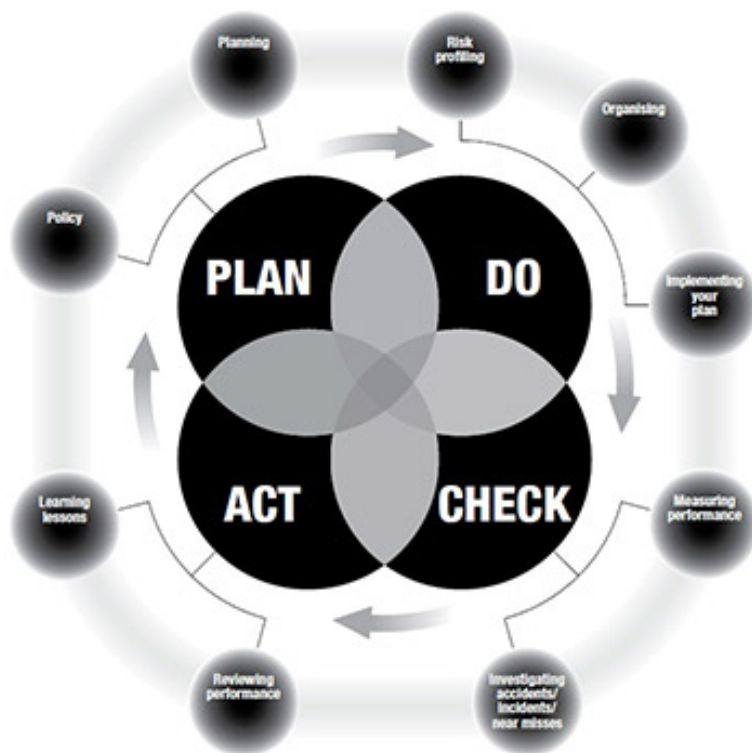 Planning
Risk
profiling
Organising
Policy
PLAN
DO
Implementing
your
plan
ACT
CHECK
Learning
lessons
Measuring
performance
Reviewing
performance
Investigating
accidents/
incidents/
near misses